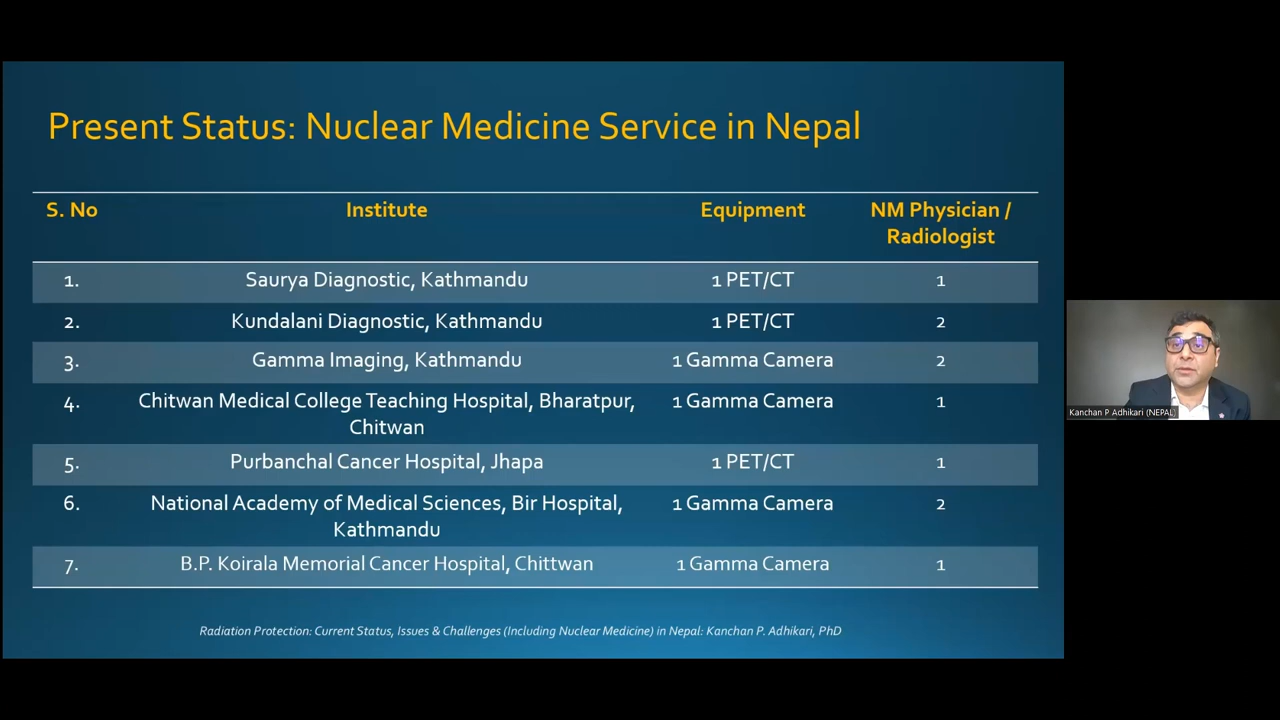 Present Status: Nuclear Medicine Service in Nepal
S. No Institute Equipment NM Physician / Radiologist
1. Saurya Diagnostic, Kathmandu 1 PET/CT 1
2. Kundalani Diagnostic, Kathmandu 1 PET/CT 2
3. Gamma Imaging, Kathmandu 1 Gamma Camera 2
4. Chitwan Medical College Teaching Hospital, Bharatpur, Chitwan 1 Gamma Camera 1
5. Purbanchal Cancer Hospital, Jhapa 1 PET/CT 1
6. National Academy of Medical Sciences, Bir Hospital, Kathmandu 1 Gamma Camera 2
7. B.P. Koirala Memorial Cancer Hospital, Chittwan 1 Gamma Camera 1
Radiation Protection: Current Status, Issues & Challenges (Including Nuclear Medicine) in Nepal: Kanchan P. Adhikari, PhD
Kanchan P Adhikari (NEPAL)